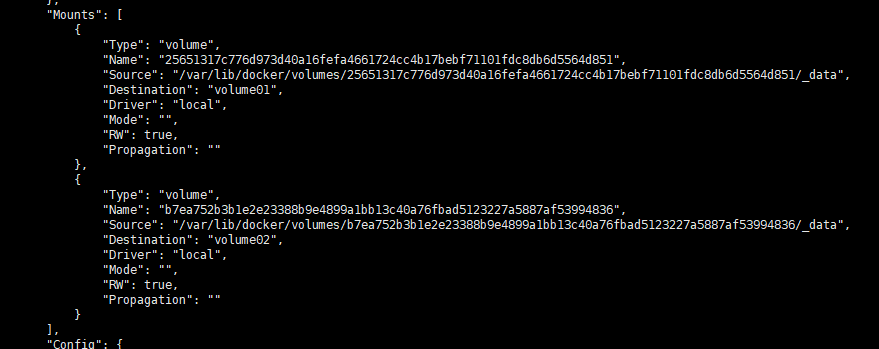 },
"Mounts": [
{
"Type": "volume",
"Name": "25651317c776d973d40a16fefa4661724cc4b17bebf71101fdc8db6d5564d851",
"Source": "/var/lib/docker/volumes/25651317c776d973d40a16fefa4661724cc4b17bebf71101fdc8db6d5564d851/_data",
"Destination": "volume01",
"Driver": "local",
"Mode": "",
"RW": true,
"Propagation": ""
},
{
"Type": "volume",
"Name": "b7ea752b3b1e2e23388b9e4899a1bb13c40a76fbad5123227a5887af53994836",
"Source": "/var/lib/docker/volumes/b7ea752b3b1e2e23388b9e4899a1bb13c40a76fbad5123227a5887af53994836/_data",
"Destination": "volume02",
"Driver": "local",
"Mode": "",
"RW": true,
"Propagation": ""
}
],
"Config": {